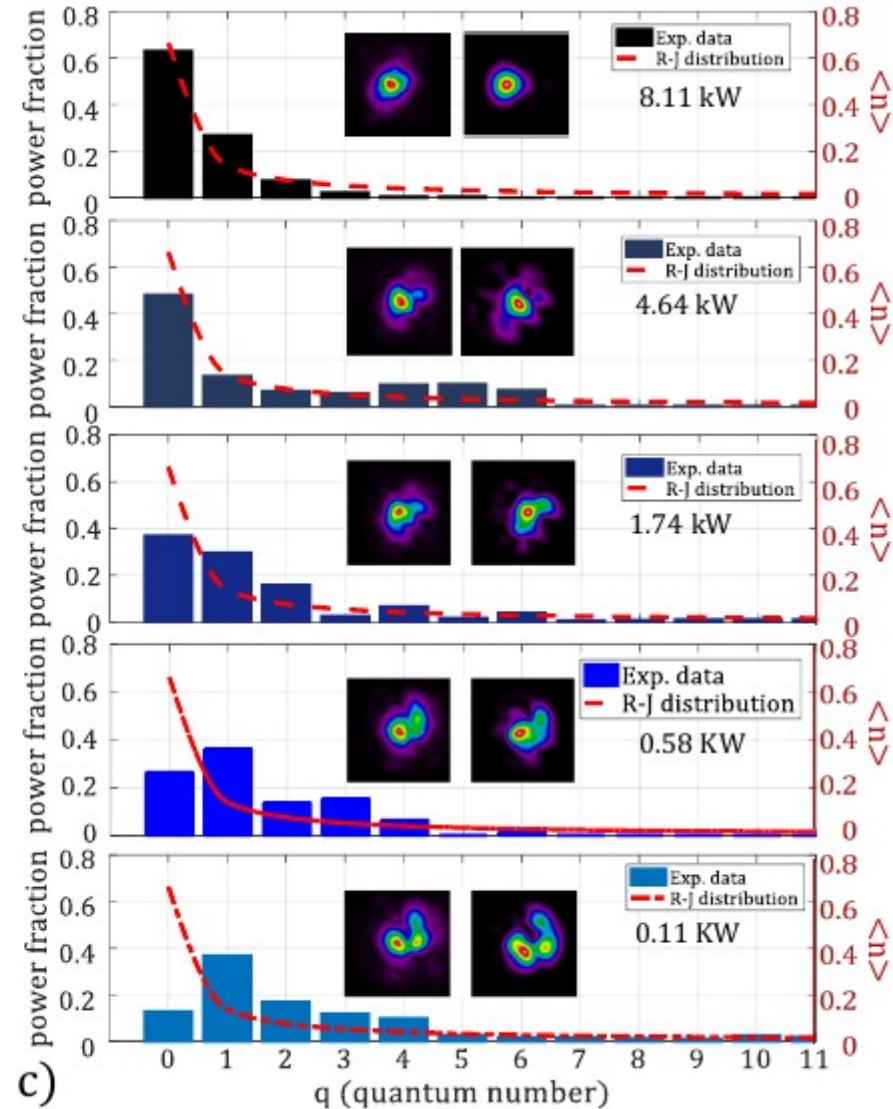 0.8
0.6
0.4
0.2
0
power fraction
Exp. data
R-J distribution
8.11 kW
0.8
0.6
0.4
0.2
0
<n>
0.8
0.6
0.4
0.2
0
power fraction
Exp. data
R-J distribution
4.64 kW
0.8
0.6
0.4
0.2
0
<n>
0.8
0.6
0.4
0.2
0
power fraction
Exp. data
R-J distribution
1.74 kW
0.8
0.6
0.4
0.2
0
<n>
0.8
0.6
0.4
0.2
0
power fraction
Exp. data
R-J distribution
0.58 KW
0.8
0.6
0.4
0.2
0
<n>
0.8
0.6
0.4
0.2
0
power fraction
Exp. data
R-J distribution
0.11 KW
0.8
0.6
0.4
0.2
0
<n>
0 1 2 3 4 5 6 7 8 9 10 11
q (quantum number)
c)